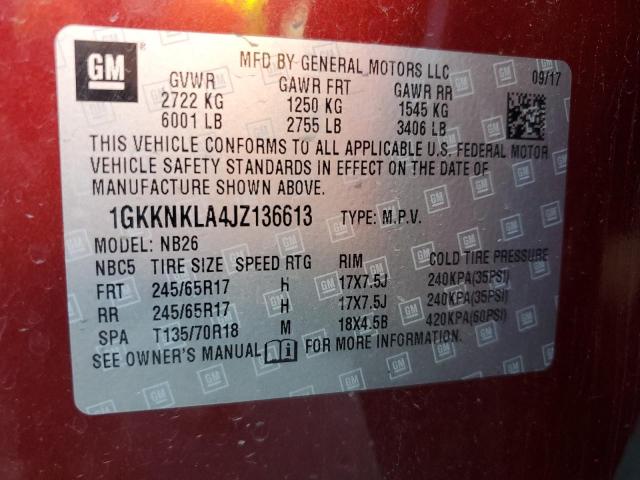 GM
MFD BY GENERAL MOTORS LLC 09/17
GVWR GAWR FRT GAWR RR
2722 KG 1250 KG 1545 KG
6001 LB 2755 LB 3406 LB
THIS VEHICLE CONFORMS TO ALL APPLICABLE U.S. FEDERAL MOTOR
VEHICLE SAFETY STANDARDS IN EFFECT ON THE DATE OF
MANUFACTURE SHOWN ABOVE.
1GKKNKLA4JZ136613 TYPE: M.P.V.
MODEL: NB26
NBC5 TIRE SIZE SPEED RTG RIM COLD TIRE PRESSURE
FRT 245/65R17 H 17X7.5J 240KPA(35PSI)
RR 245/65R17 H 17X7.5J 240KPA(35PSI)
SPA T135/70R18 M 18X4.5B 420KPA(60PSI)
SEE OWNER'S MANUAL FOR MORE INFORMATION.